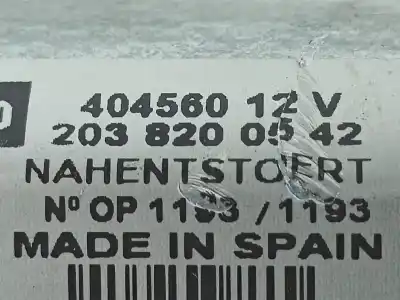 404560 12 V
203 820 05 42
NAHENTSTOERT
Nº OP 1193 / 1193
MADE IN SPAIN